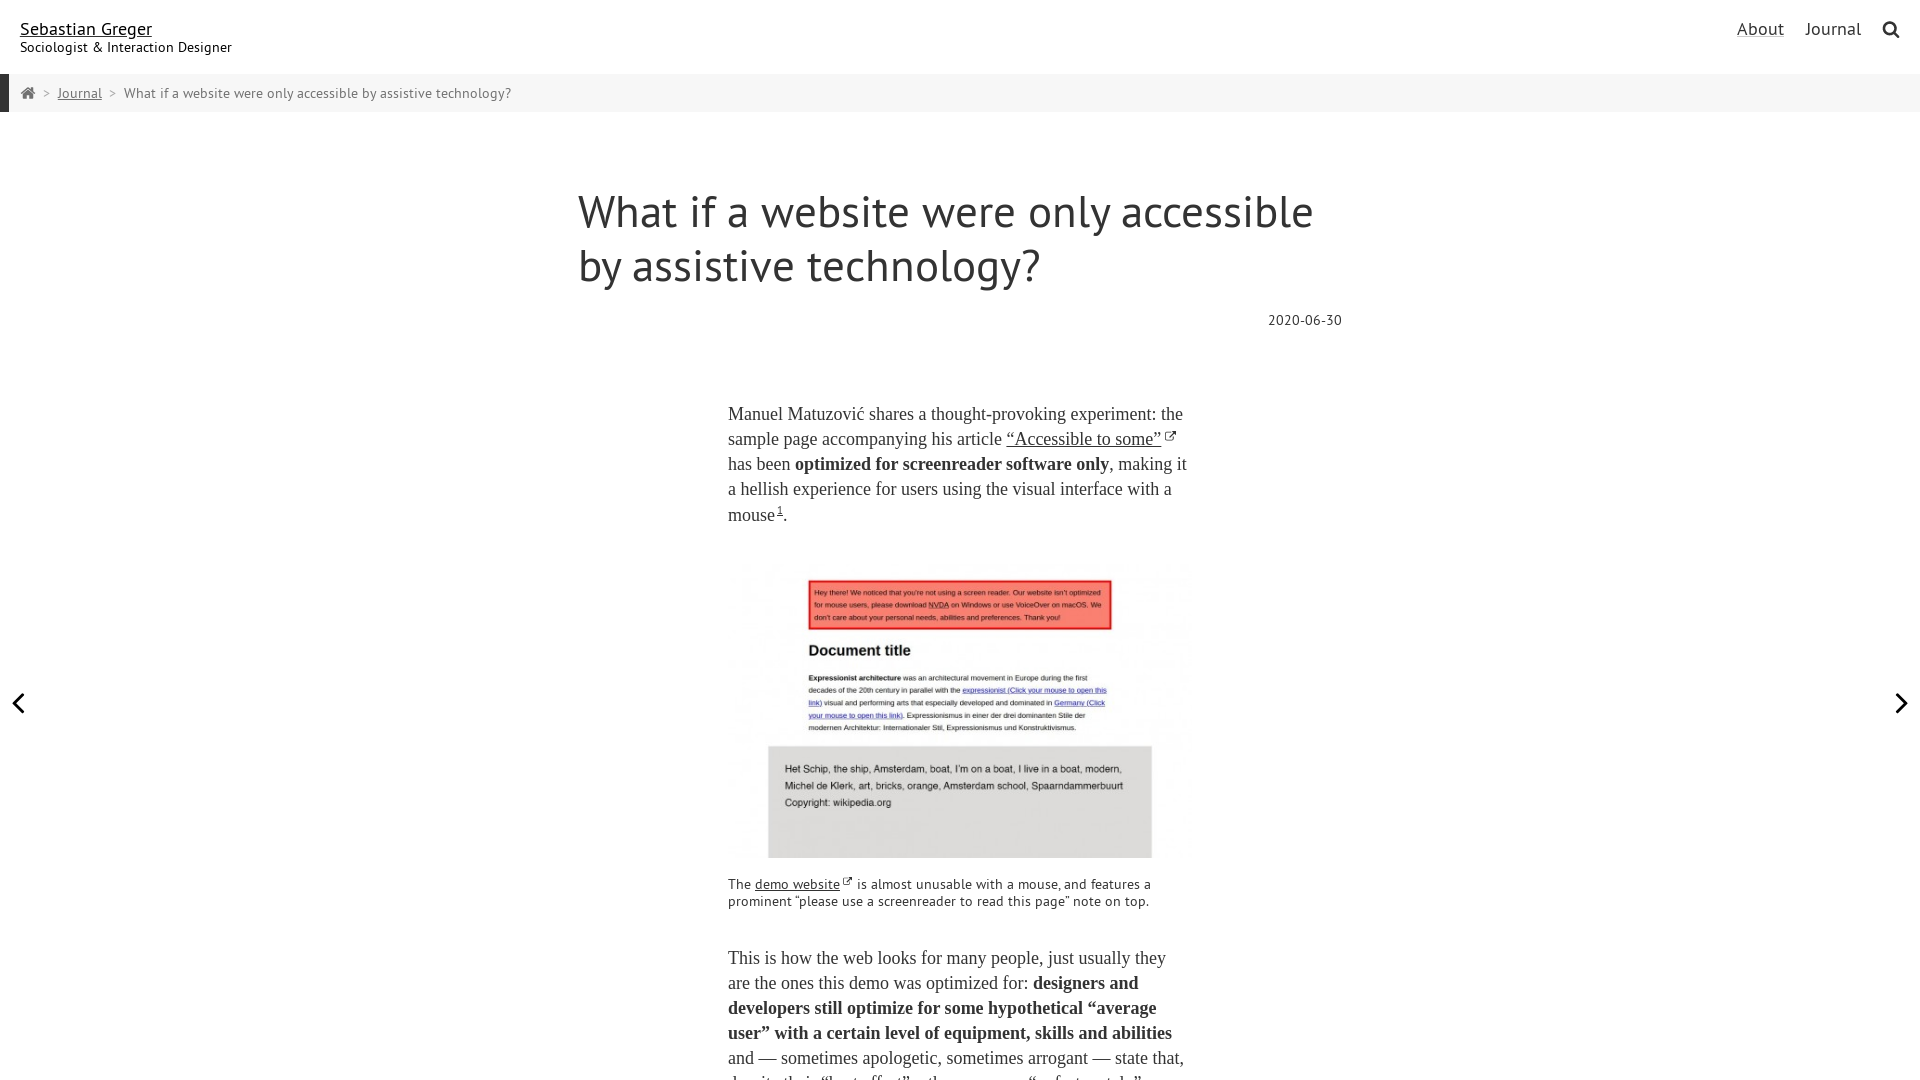 Sebastian Greger
Sociologist & Interaction Designer
About
Journal
> Journal > What if a website were only accessible by assistive technology?
What if a website were only accessible
by assistive technology?
2020-06-30
Manuel Matuzović shares a thought-provoking experiment: the
sample page accompanying his article “Accessible to some”
has been optimized for screenreader software only, making it
a hellish experience for users using the visual interface with a
mouse1.
Hey there! We noticed that you're not using a screen reader. Our website isn't optimized
for mouse users, please download NVDA on Windows or use VoiceOver on macOS. We
don't care about your personal needs, abilities and preferences. Thank you!
Document title
Expressionist architecture was an architectural movement in Europe during the first
decades of the 20th century in parallel with the expressionist (Click your mouse to open this
link) visual and performing arts that especially developed and dominated in Germany (Click
your mouse to open this link). Expressionismus in einer der drei dominanten Stile der
modernen Architektur: Internationaler Stil, Expressionismus und Konstruktivismus.
Het Schip, the ship, Amsterdam, boat, I'm on a boat, I live in a boat, modern,
Michel de Klerk, art, bricks, orange, Amsterdam school, Spaarndammerbuurt
Copyright: wikipedia.org
The demo website is almost unusable with a mouse, and features a
prominent “please use a screenreader to read this page” note on top.
This is how the web looks for many people, just usually they
are the ones this demo was optimized for: designers and
developers still optimize for some hypothetical “average
user” with a certain level of equipment, skills and abilities
and — sometimes apologetic, sometimes arrogant — state that,